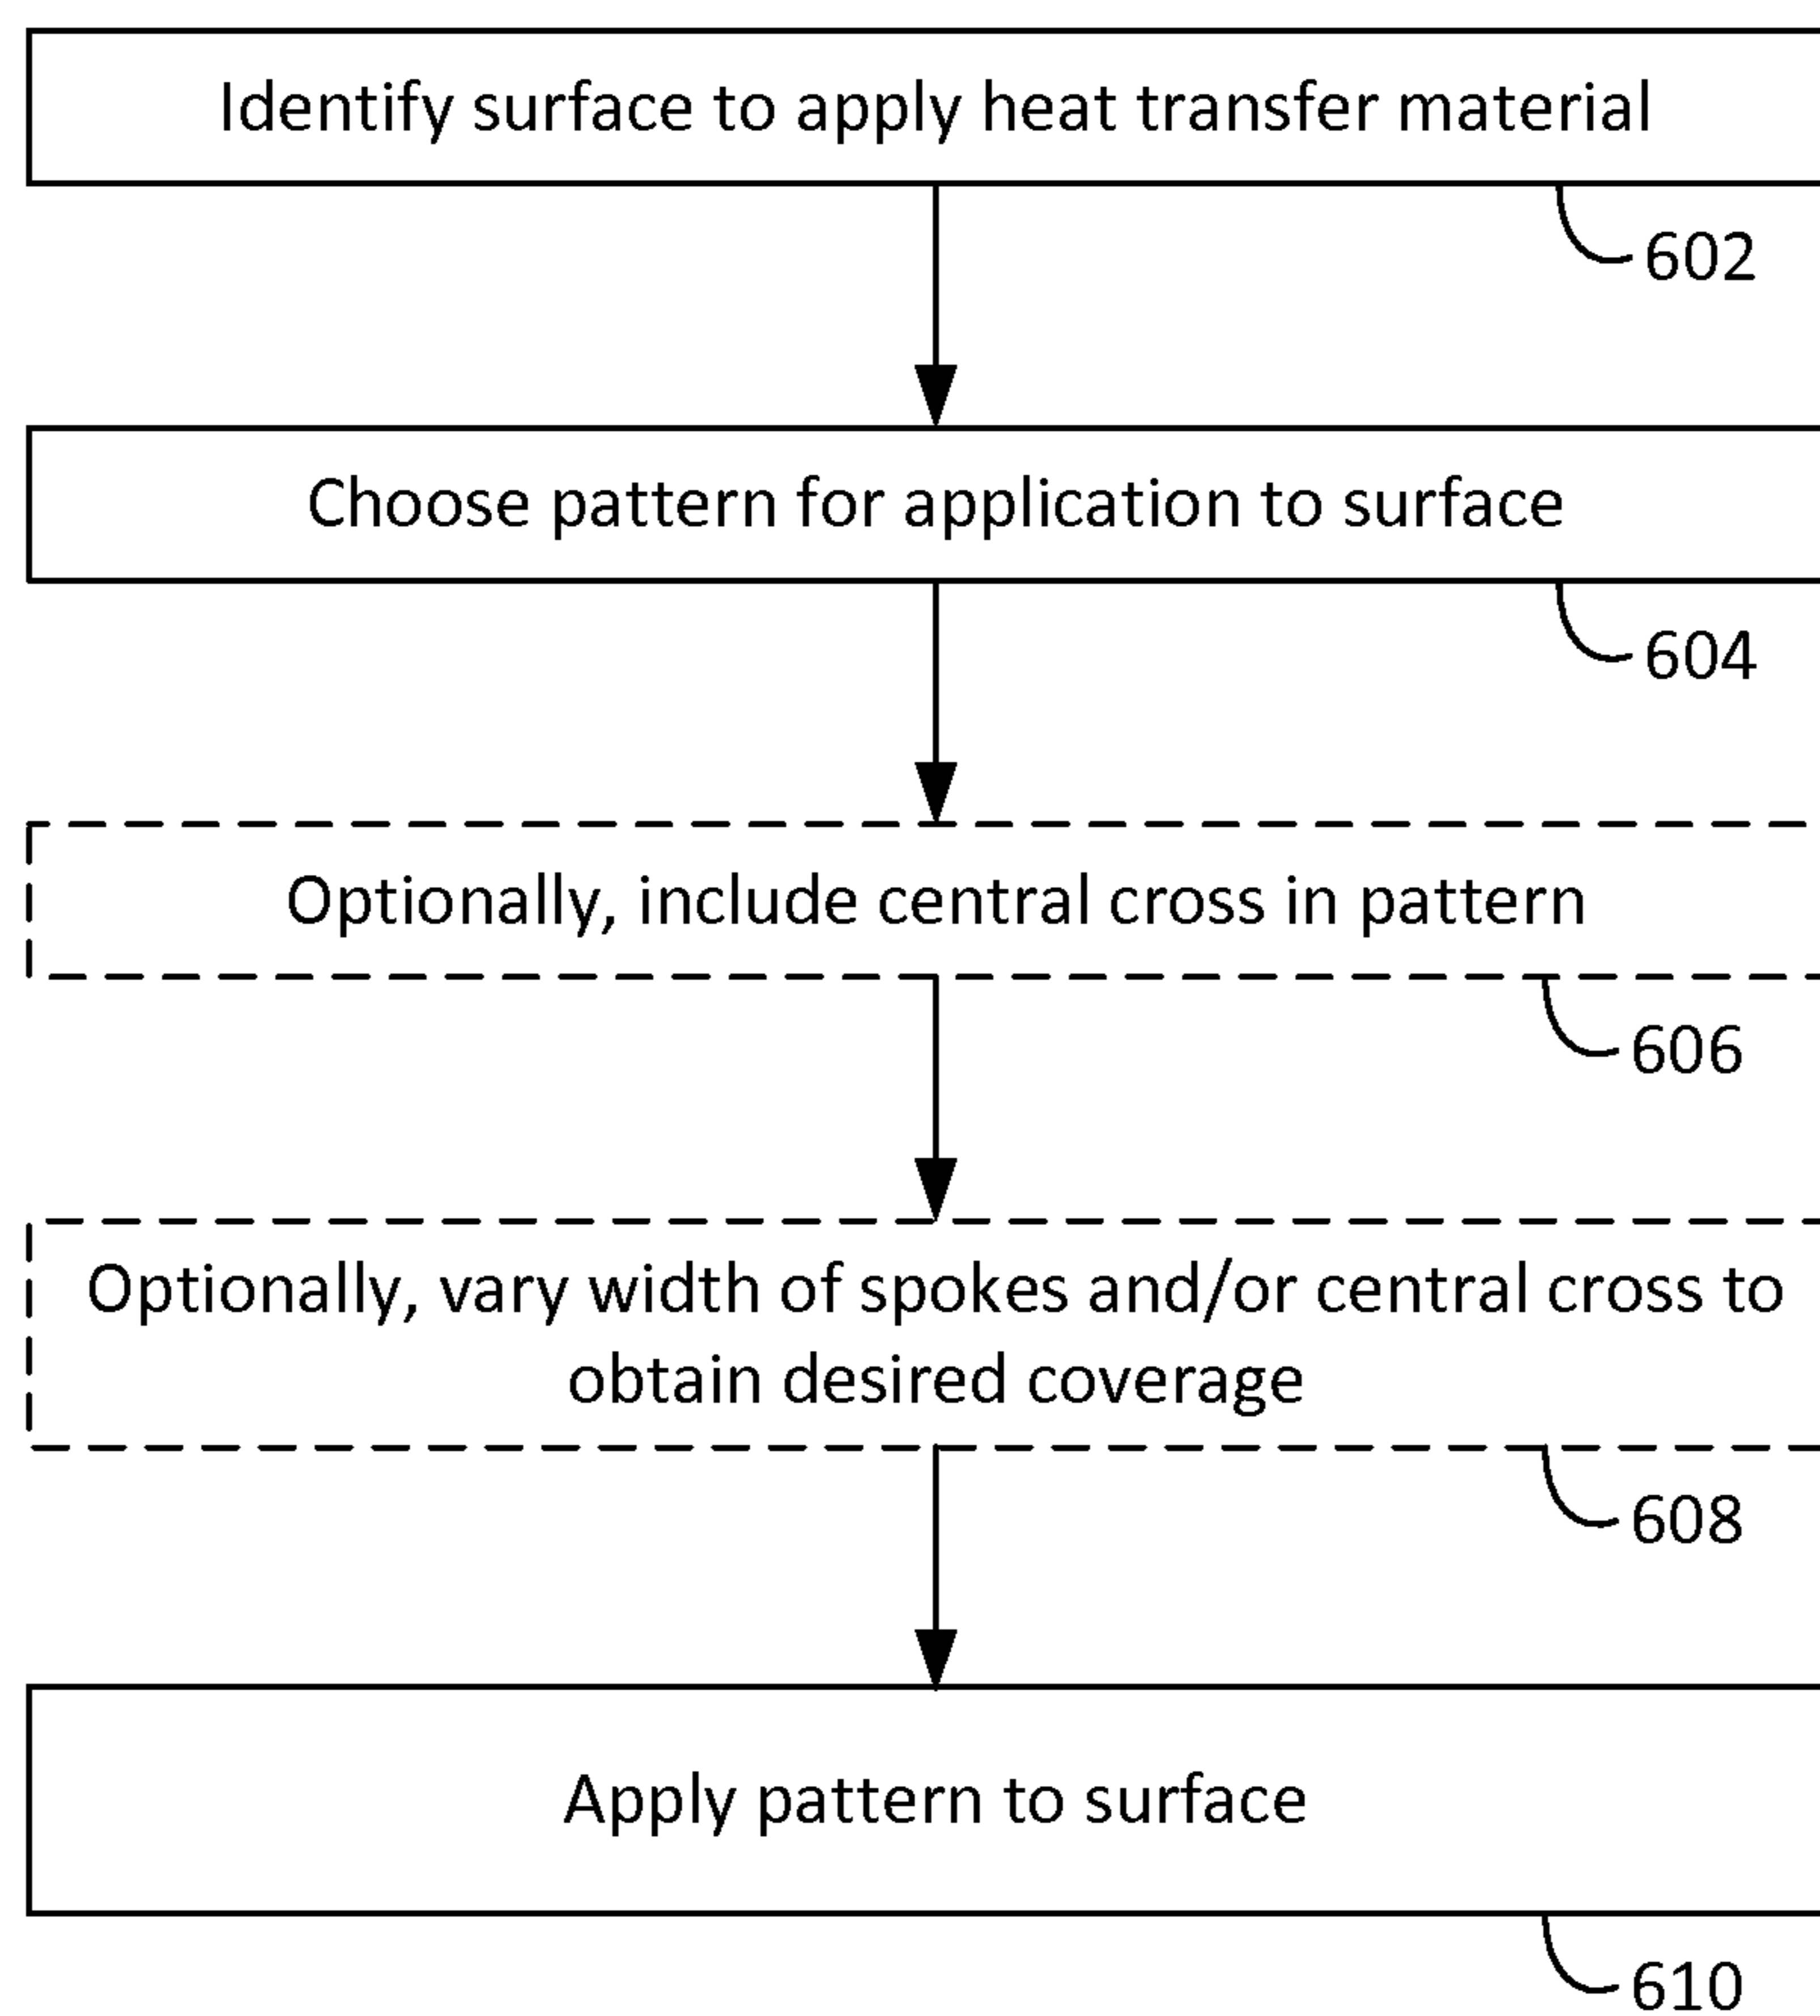 Identify surface to apply heat transfer material
602
Choose pattern for application to surface
604
Optionally, include central cross in pattern
606
Optionally, vary width of spokes and/or central cross to
obtain desired coverage
608
Apply pattern to surface
610